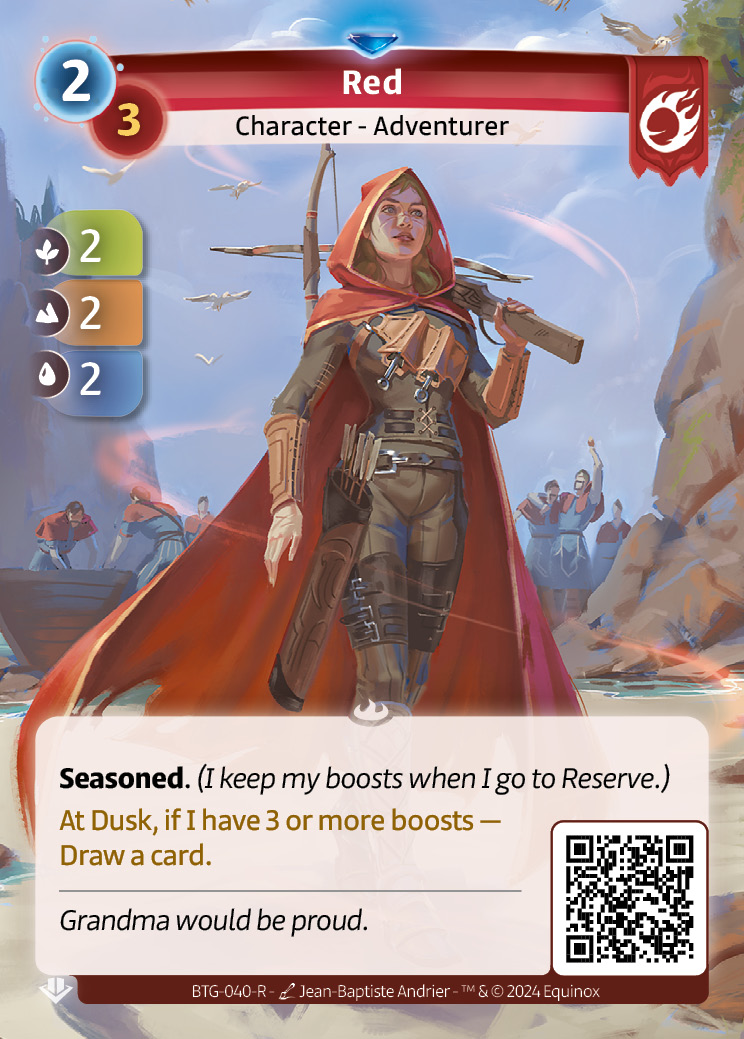 2
Red
3
Character - Adventurer
2
2
2
Seasoned. (I keep my boosts when I go to Reserve.)
At Dusk, if I have 3 or more boosts —
Draw a card.
Grandma would be proud.
BTG-040-R - Jean-Baptiste Andrier - ™ & © 2024 Equinox